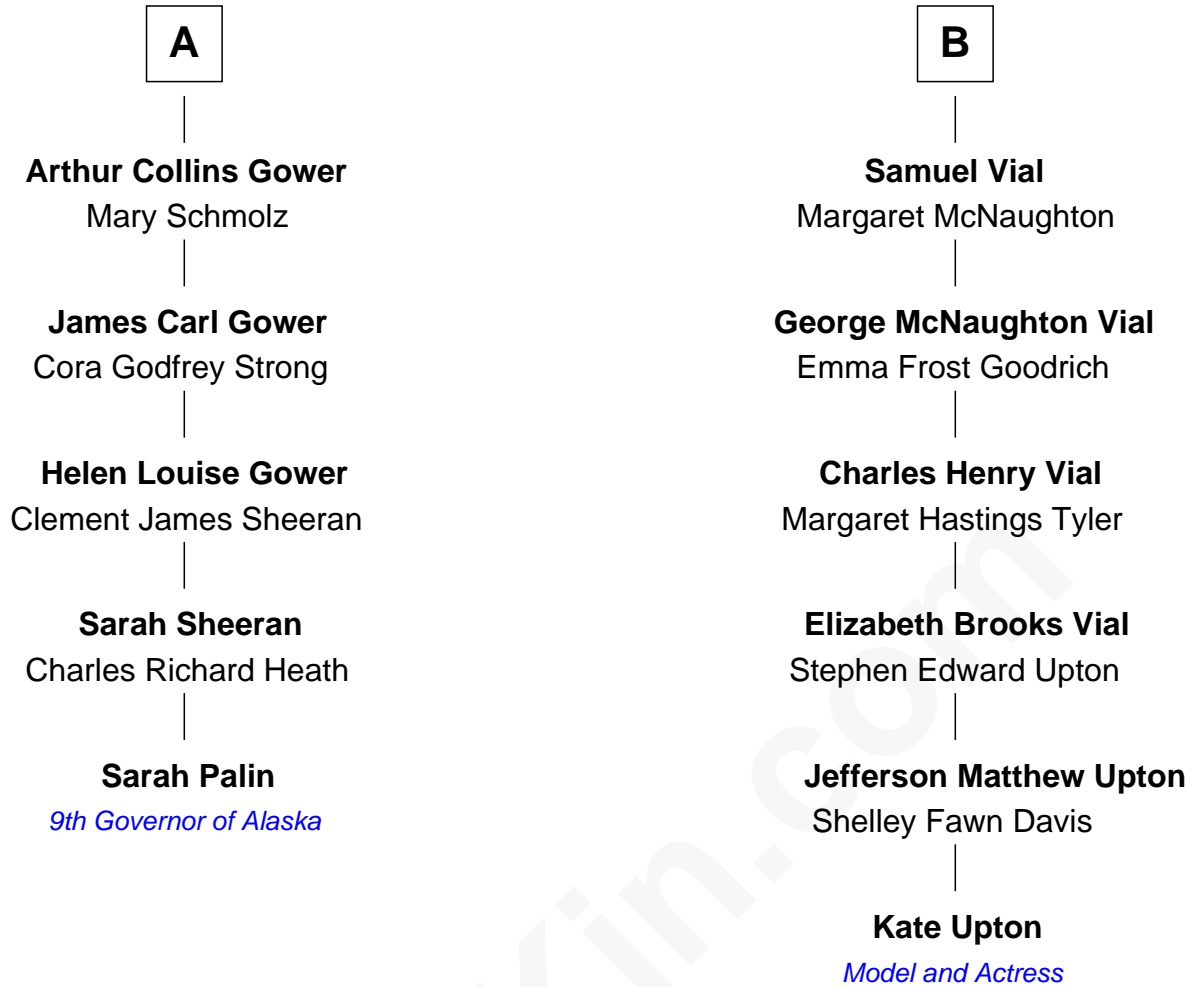 A
Arthur Collins Gower
Mary Schmolz
James Carl Gower
Cora Godfrey Strong
Helen Louise Gower
Clement James Sheeran
Sarah Sheeran
Charles Richard Heath
Sarah Palin
9th Governor of Alaska
B
Samuel Vial
Margaret McNaughton
George McNaughton Vial
Emma Frost Goodrich
Charles Henry Vial
Margaret Hastings Tyler
Elizabeth Brooks Vial
Stephen Edward Upton
Jefferson Matthew Upton
Shelley Fawn Davis
Kate Upton
Model and Actress
Kin.com